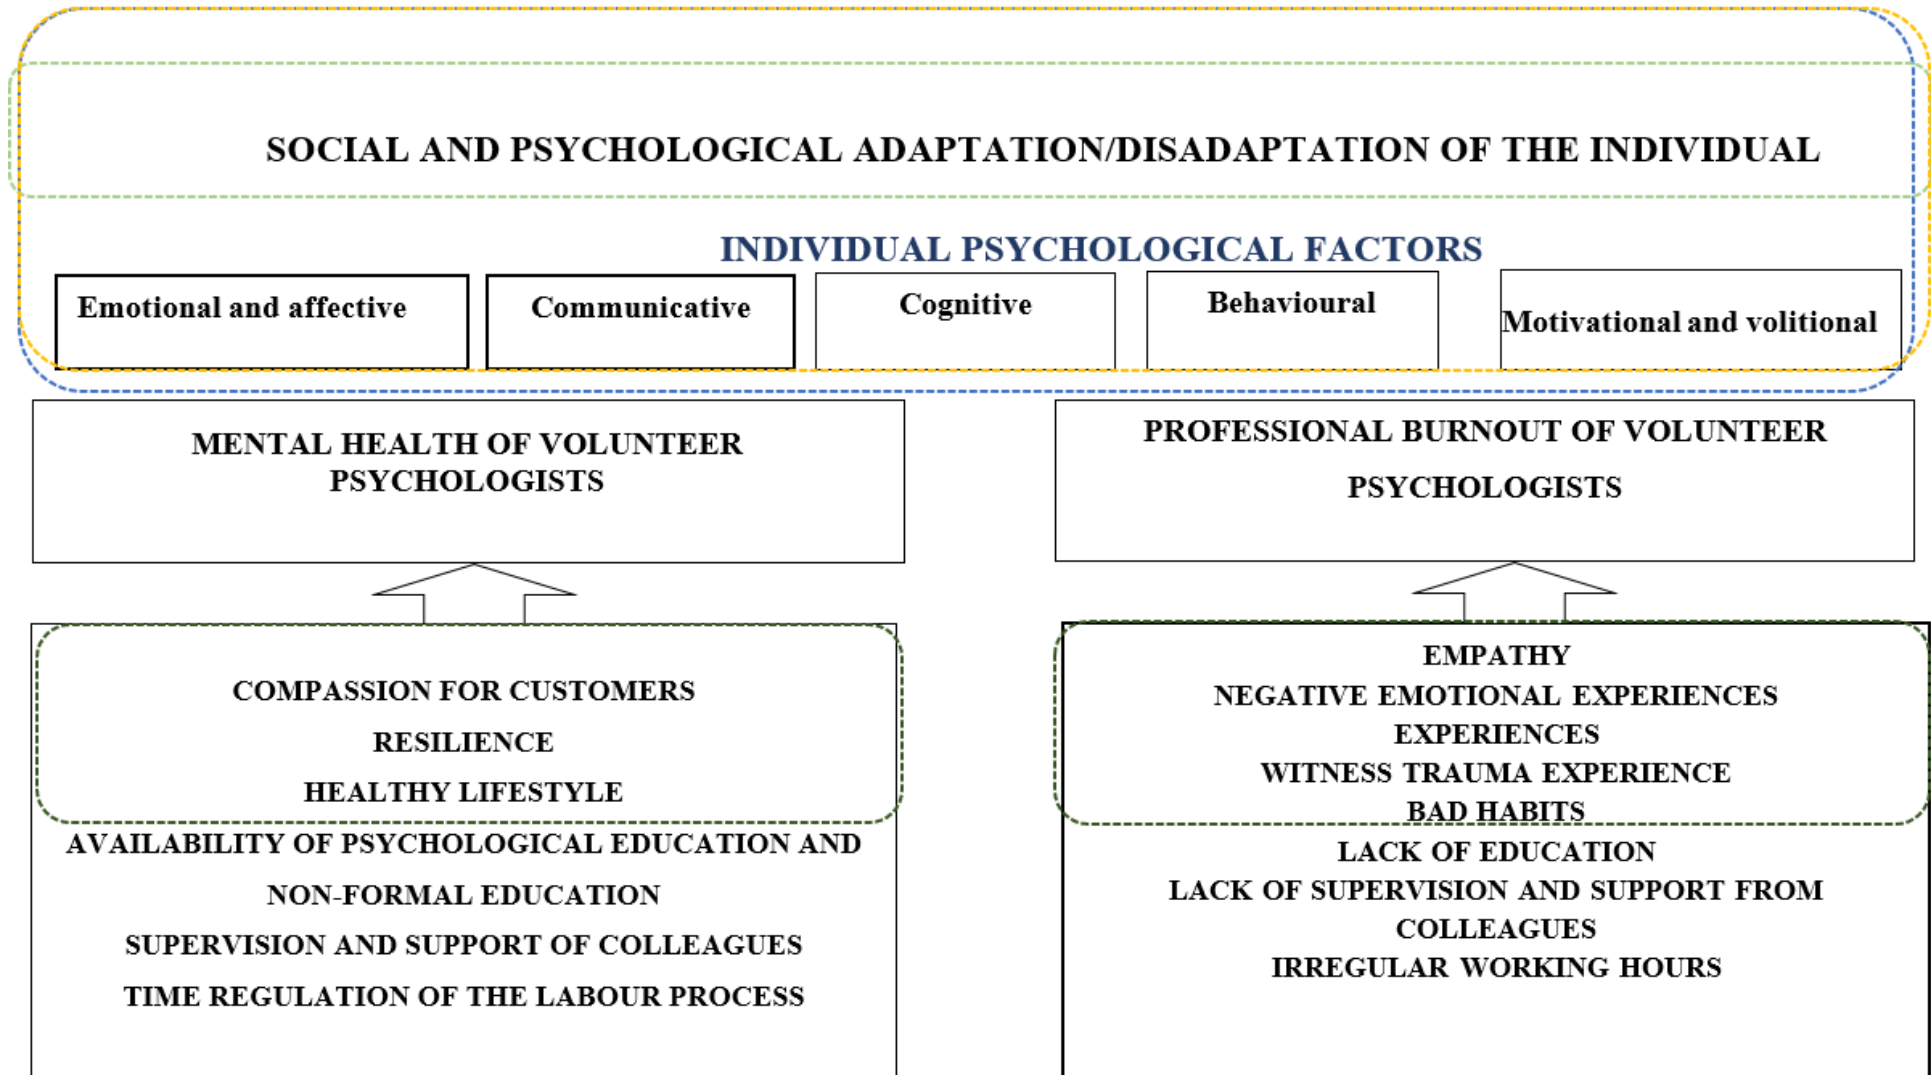 SOCIAL AND PSYCHOLOGICAL ADAPTATION/DISADAPTATION OF THE INDIVIDUAL
INDIVIDUAL PSYCHOLOGICAL FACTORS
Emotional and affective
Communicative
Cognitive
Behavioural
Motivational and volitional
MENTAL HEALTH OF VOLUNTEER
PSYCHOLOGISTS
PROFESSIONAL BURNOUT OF VOLUNTEER
PSYCHOLOGISTS
COMPASSION FOR CUSTOMERS
RESILIENCE
HEALTHY LIFESTYLE
AVAILABILITY OF PSYCHOLOGICAL EDUCATION AND
NON-FORMAL EDUCATION
SUPERVISION AND SUPPORT OF COLLEAGUES
TIME REGULATION OF THE LABOUR PROCESS
EMPATHY
NEGATIVE EMOTIONAL EXPERIENCES
EXPERIENCES
WITNESS TRAUMA EXPERIENCE
BAD HABITS
LACK OF EDUCATION
LACK OF SUPERVISION AND SUPPORT FROM
COLLEAGUES
IRREGULAR WORKING HOURS